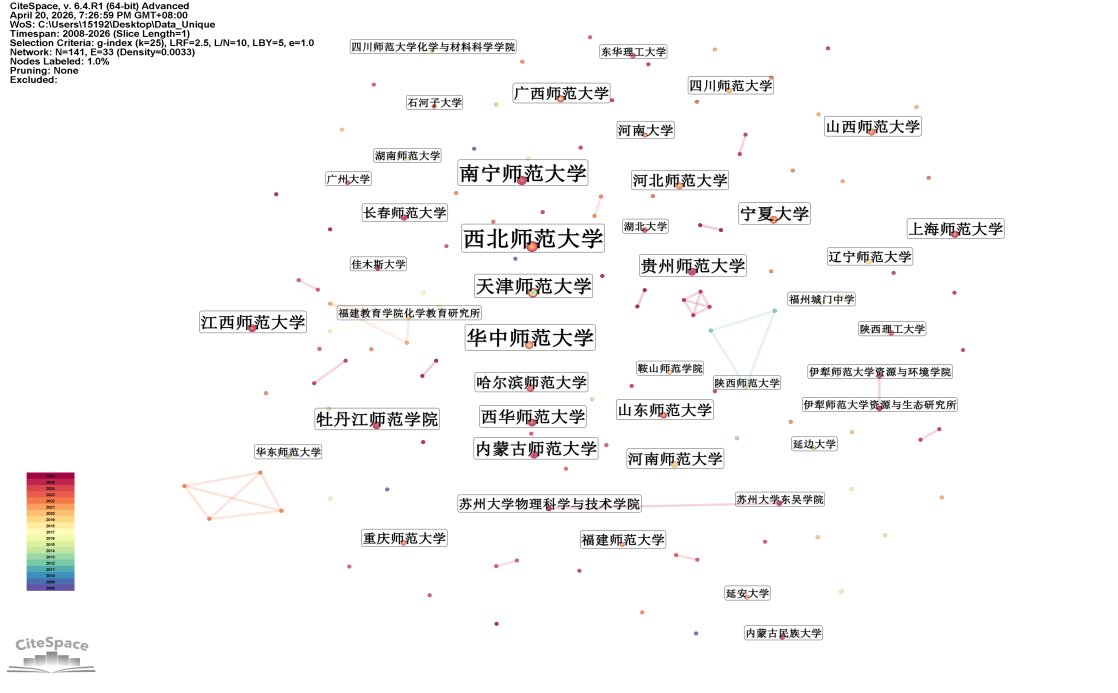 CiteSpace, v. 6.4.R1 (64-bit) Advanced
April 20, 2026, 7:26:59 PM GMT+08:00
WoS: C:\Users\15192\Desktop\Data_Unique
Timespan: 2008-2026 (Slice Length=1)
Selection Criteria: g-index (k=25), LRF=2.5, L/N=10, LBY=5, e=1.0
Network: N=141, E=33 (Density=0.0033)
Nodes Labeled: 1.0%
Pruning: None
Excluded:
四川师范大学化学与材料科学学院
东华理工大学
四川师范大学
广西师范大学
石河子大学
山西师范大学
河南大学
湖南师范大学
南宁师范大学
广州大学
河北师范大学
长春师范大学
宁夏大学
湖北大学
上海师范大学
西北师范大学
辽宁师范大学
佳木斯大学
贵州师范大学
天津师范大学
福州城门中学
福建教育学院化学教育研究所
江西师范大学
陕西理工大学
华中师范大学
鞍山师范学院
伊犁师范大学资源与环境学院
哈尔滨师范大学
陕西师范大学
伊犁师范大学资源与生态研究所
山东师范大学
西华师范大学
牡丹江师范学院
延边大学
内蒙古师范大学
华东师范大学
河南师范大学
苏州大学东吴学院
苏州大学物理科学与技术学院
重庆师范大学
福建师范大学
延安大学
内蒙古民族大学
CiteSpace